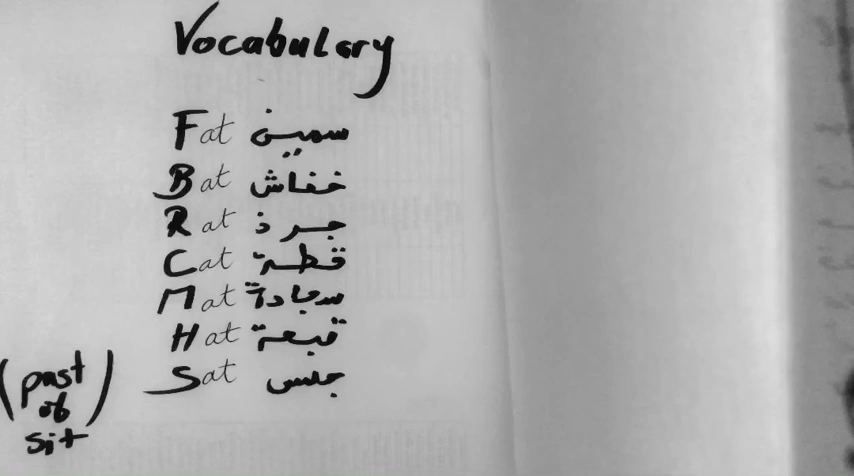 Vocabulary
Fat سمين
Bat خفاش
Rat جرذ
Cat قطة
Mat سجادة
Hat قبعة
Sat جلس
(past
of
sit)